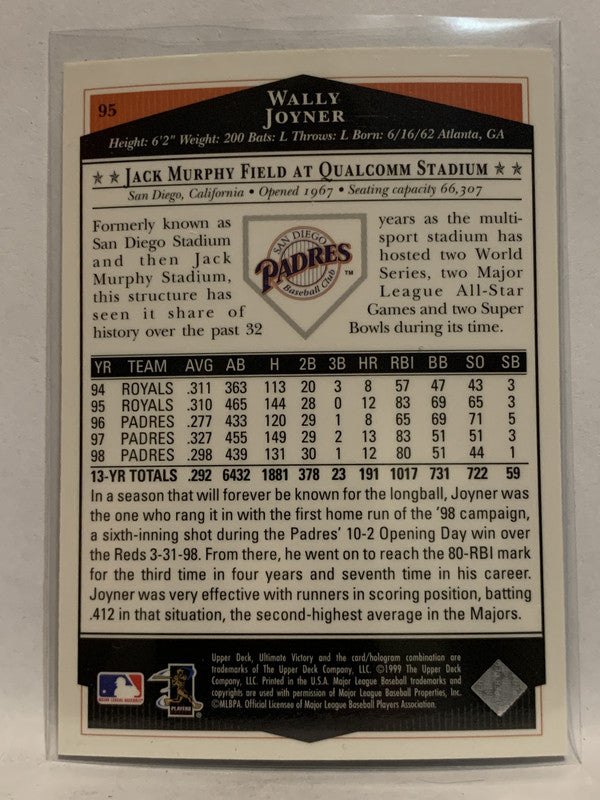 95
WALLY
JOYNER
Height: 6'2" Weight: 200 Bats: L Throws: L Born: 6/16/62 Atlanta, GA
★ ★ JACK MURPHY FIELD AT QUALCOMM STADIUM ★ ★
San Diego, California • Opened 1967 • Seating capacity 66,307
Formerly known as
San Diego Stadium
and then Jack
Murphy Stadium,
this structure has
seen it share of
history over the past 32
SAN DIEGO
PADRES
Baseball Club
TM
years as the multi-
sport stadium has
hosted two World
Series, two Major
League All-Star
Games and two Super
Bowls during its time.
YR TEAM AVG AB H 2B 3B HR RBI BB SO SB
94 ROYALS .311 363 113 20 3 8 57 47 43 3
95 ROYALS .310 465 144 28 0 12 83 69 65 3
96 PADRES .277 433 120 29 1 8 65 69 71 5
97 PADRES .327 455 149 29 2 13 83 51 51 3
98 PADRES .298 439 131 30 1 12 80 51 44 1
13-YR TOTALS .292 6432 1881 378 23 191 1017 731 722 59
In a season that will forever be known for the longball, Joyner was
the one who rang it in with the first home run of the '98 campaign,
a sixth-inning shot during the Padres' 10-2 Opening Day win over
the Reds 3-31-98. From there, he went on to reach the 80-RBI mark
for the third time in four years and seventh time in his career.
Joyner was very effective with runners in scoring position, batting
.412 in that situation, the second-highest average in the Majors.
Upper Deck, Ultimate Victory and the card/hologram combination are
trademarks of The Upper Deck Company, LLC. ©1999 The Upper Deck
Company, LLC. Printed in the U.S.A. Major League Baseball trademarks and
copyrights are used with permission of Major League Baseball Properties, Inc.
©MLBPA. Official Licensee of Major League Baseball Players Association.
MAJOR LEAGUE BASEBALL
PLAYERS